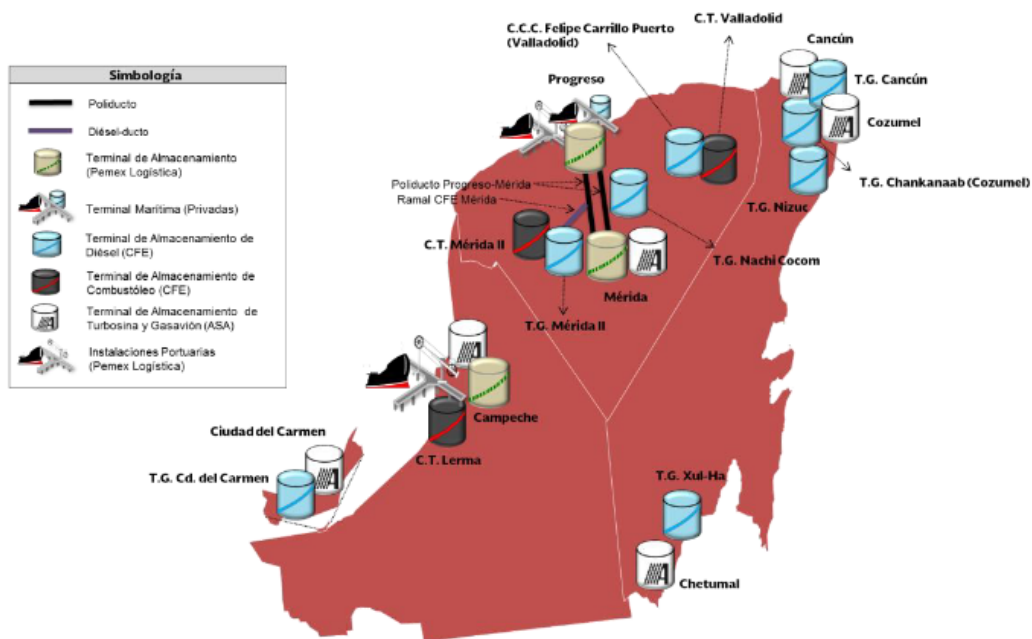 Simbología
Poliducto
Diésel-ducto
Terminal de Almacenamiento
(Pemex Logística)
Terminal Marítima (Privadas)
Terminal de Almacenamiento de
Diésel (CFE)
Terminal de Almacenamiento de
Combustóleo (CFE)
Terminal de Almacenamiento de
Turbosina y Gasavión (ASA)
Instalaciones Portuarias
(Pemex Logística)
C.C.C. Felipe Carrillo Puerto
(Valladolid)
C.T. Valladolid
Cancún
T.G. Cancún
Progreso
Cozumel
Poliducto Progreso-Mérida
Ramal CFE Mérida
T.G. Chankanaab (Cozumel)
T.G. Nizuc
C.T. Mérida II
T.G. Nachi Cocom
Mérida
T.G. Mérida II
Campeche
Ciudad del Carmen
C.T. Lerma
T.G. Cd. del Carmen
T.G. Xul-Ha
Chetumal